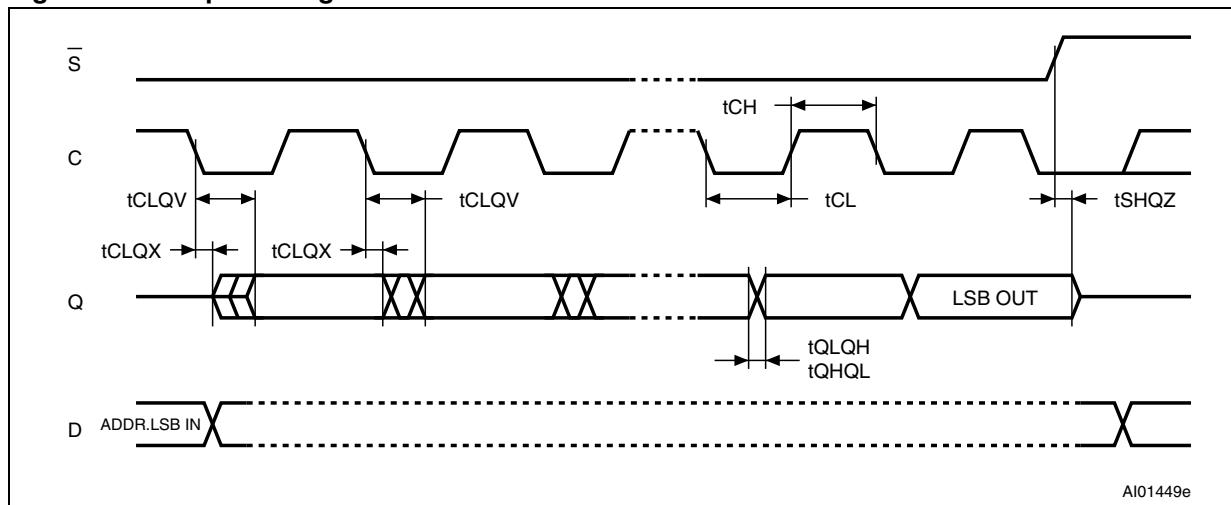 S
tCH
C
tCLQV
tCLQV
tCL
tSHQZ
tCLQX
tCLQX
Q
LSB OUT
tQLQH
tQHQL
D
ADDR.LSB IN
AI01449e